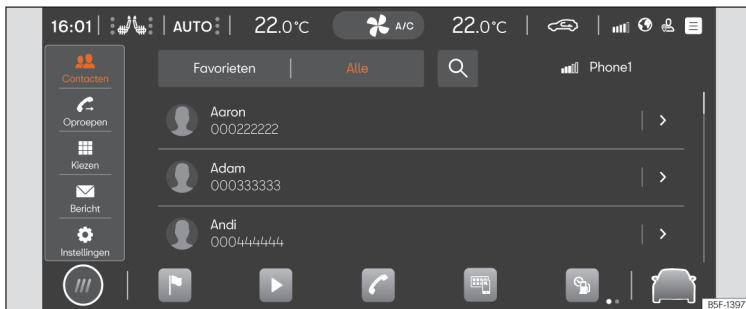 16:01 AUTO 22.0°C A/C 22.0°C
Favorieten Alle Phone1
Contacten
Oproepen
Kiezen
Bericht
Instellingen
Aaron
000222222
Adam
000333333
Andi
000444444
B5F-1397